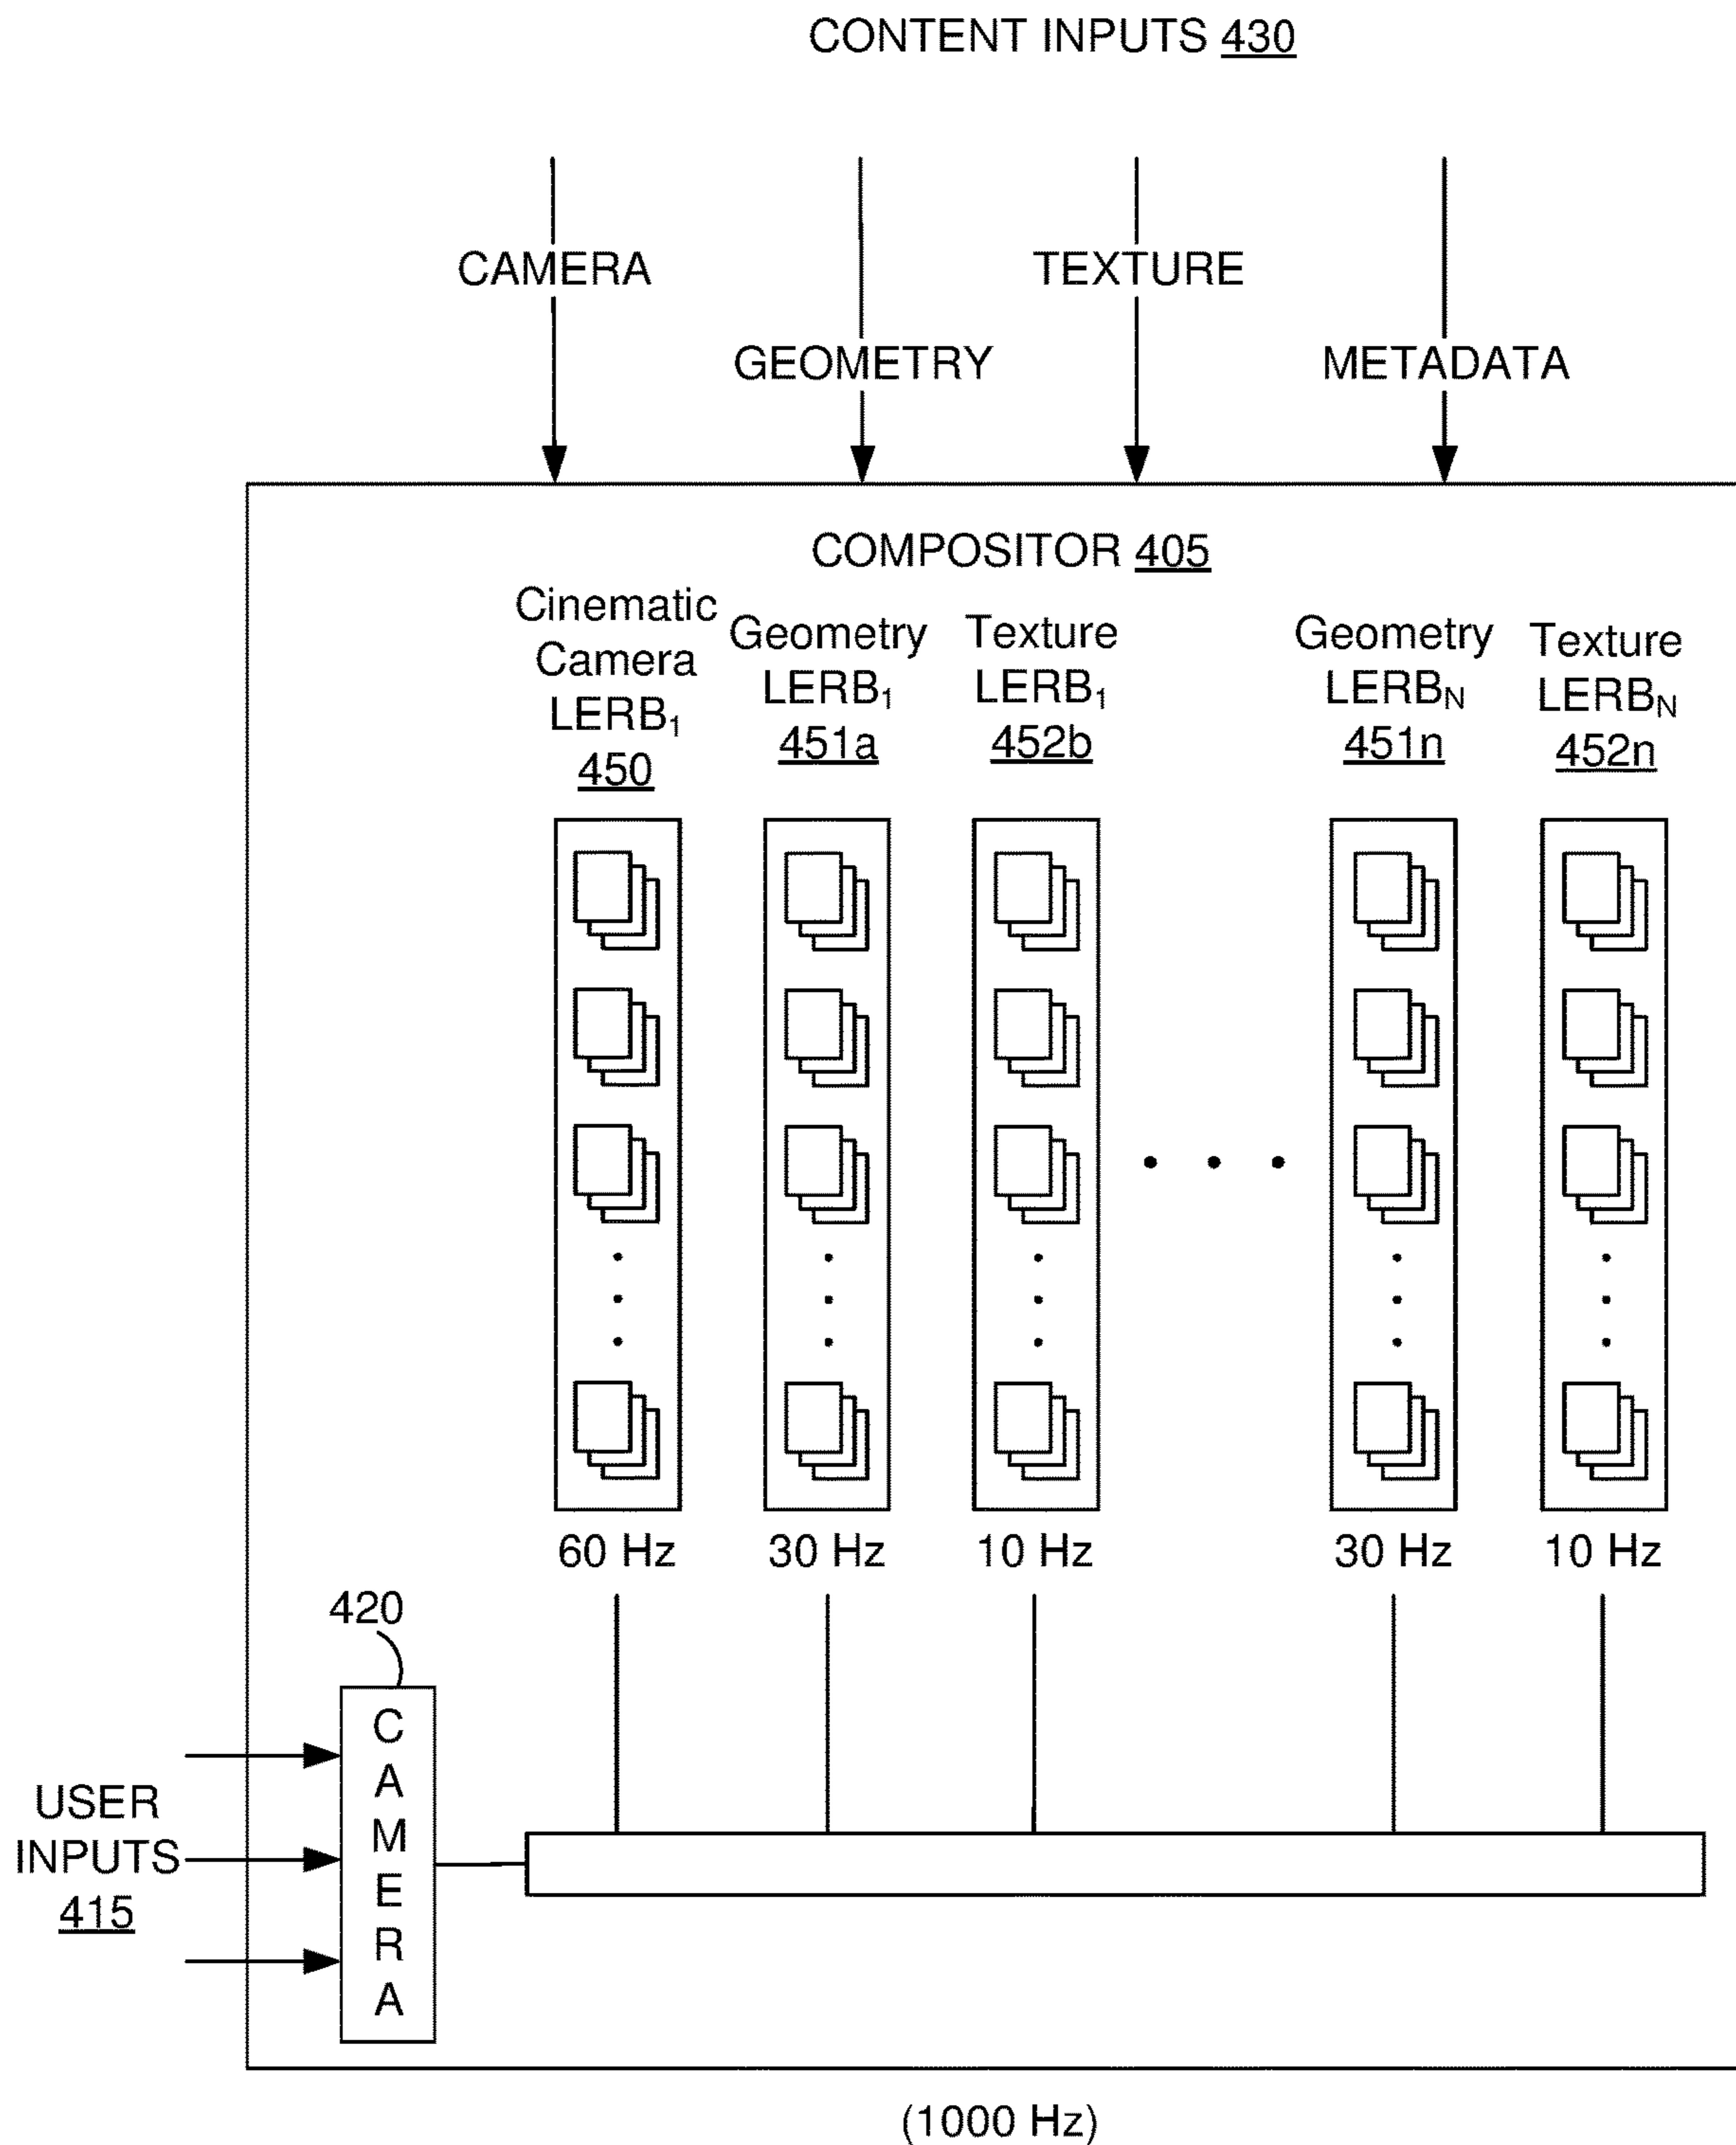 CONTENT INPUTS 430
CAMERA
TEXTURE
GEOMETRY
METADATA
COMPOSITOR 405
Cinematic
Camera
LERB₁
450
Geometry
LERB₁
451a
Texture
LERB₁
452b
Geometry
LERBN
451n
Texture
LERBN
452n
60 Hz
30 Hz
10 Hz
30 Hz
10 Hz
420
CAMERA
USER
INPUTS
415
(1000 Hz)